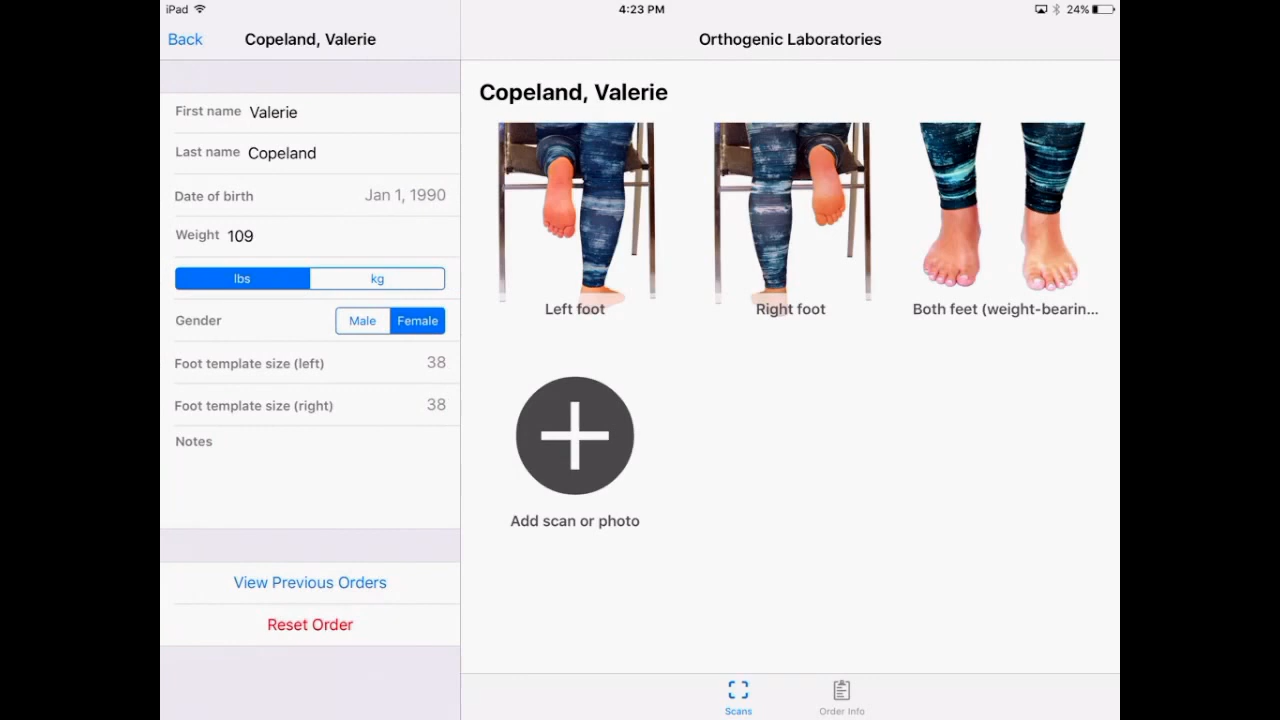 iPad
4:23 PM
24%
Back
Copeland, Valerie
Orthogenic Laboratories
First name Valerie
Last name Copeland
Date of birth Jan 1, 1990
Weight 109
lbs kg
Gender Male Female
Foot template size (left) 38
Foot template size (right) 38
Notes
View Previous Orders
Reset Order
Copeland, Valerie
Left foot
Right foot
Both feet (weight-bearin...
Add scan or photo
Scans
Order Info